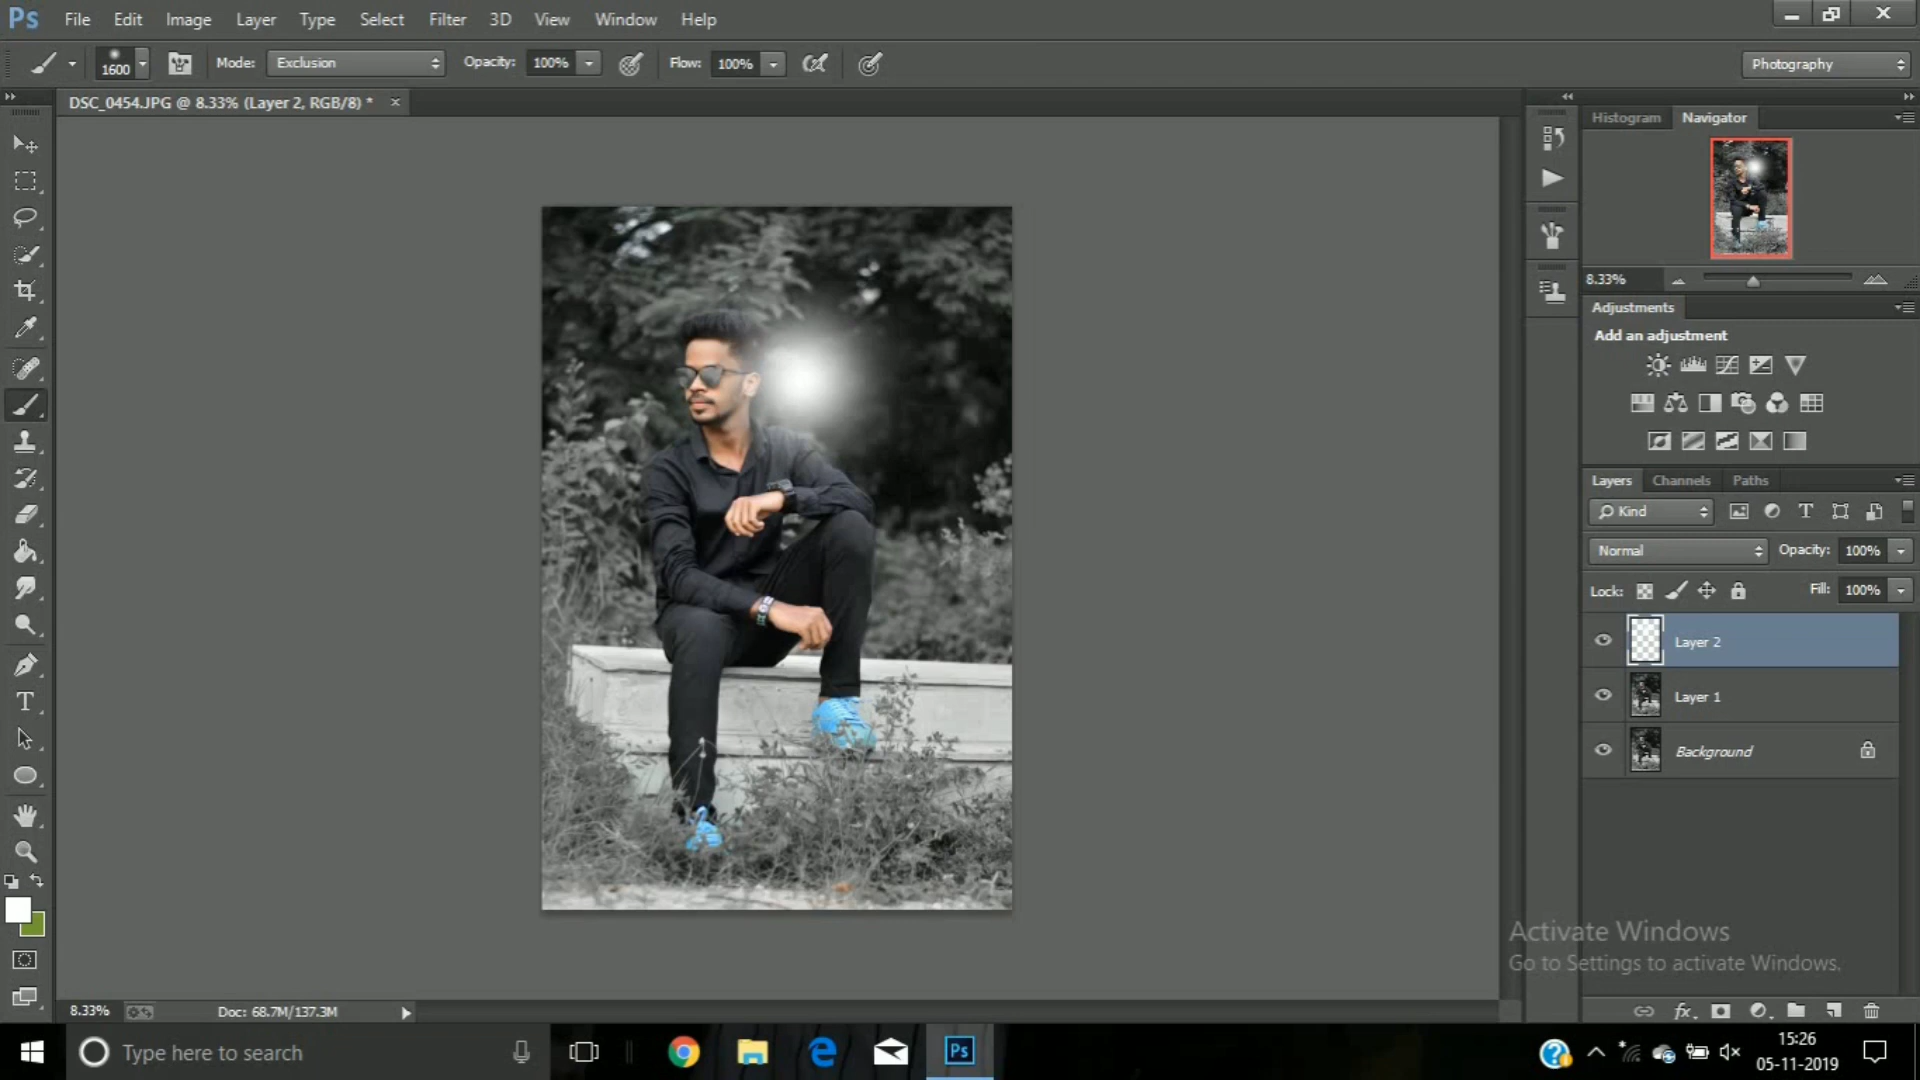 Ps File Edit Image Layer Type Select Filter 3D View Window Help
1600 Mode: Exclusion Opacity: 100% Flow: 100% Photography
DSC_0454.JPG @ 8.33% (Layer 2, RGB/8) * ×
Histogram Navigator
8.33%
Adjustments
Add an adjustment
Layers Channels Paths
Kind
Normal Opacity: 100%
Lock: Fill: 100%
Layer 2
Layer 1
Background
T
Activate Windows
Go to Settings to activate Windows.
8.33% Doc: 68.7M/137.3M
Type here to search
Ps
15:26
05-11-2019